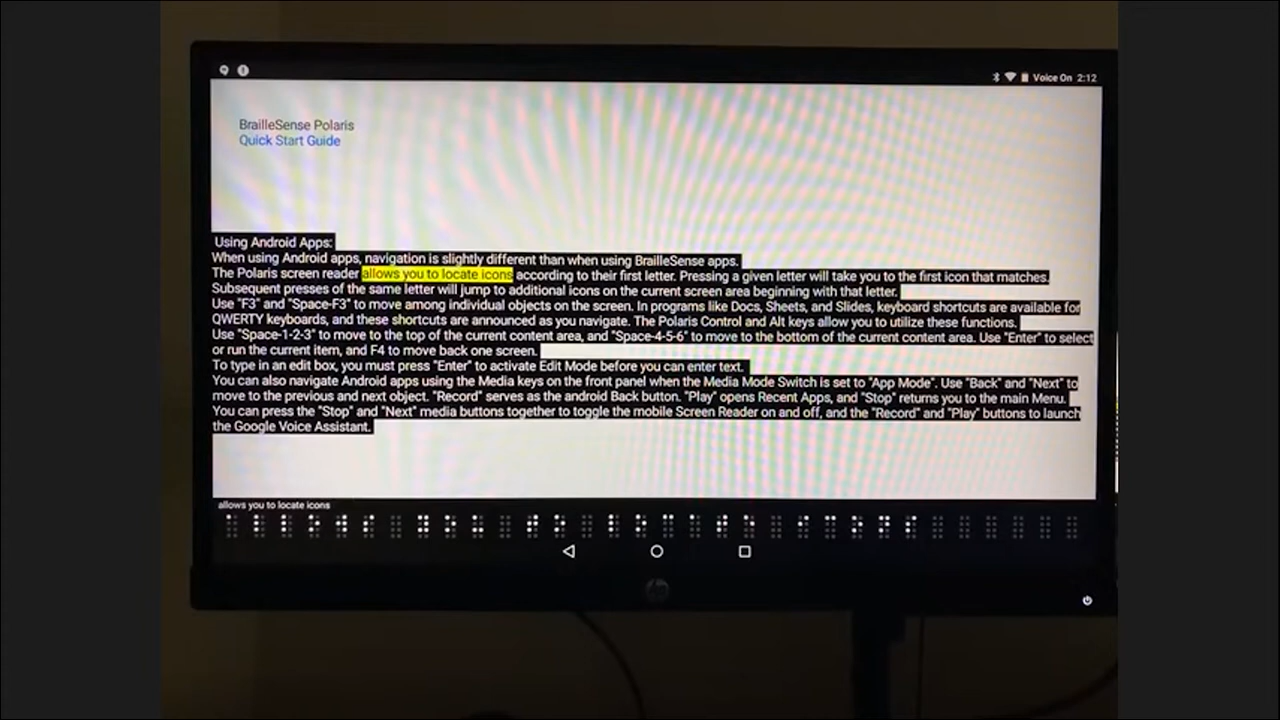 Voice On 2:12
BrailleSense Polaris
Quick Start Guide
Using Android Apps:
When using Android apps, navigation is slightly different than when using BrailleSense apps.
The Polaris screen reader allows you to locate icons according to their first letter. Pressing a given letter will take you to the first icon that matches.
Subsequent presses of the same letter will jump to additional icons on the current screen area beginning with that letter.
Use "F3" and "Space-F3" to move among individual objects on the screen. In programs like Docs, Sheets, and Slides, keyboard shortcuts are available for
QWERTY keyboards, and these shortcuts are announced as you navigate. The Polaris Control and Alt keys allow you to utilize these functions.
Use "Space-1-2-3" to move to the top of the current content area, and "Space-4-5-6" to move to the bottom of the current content area. Use "Enter" to select
or run the current item, and F4 to move back one screen.
To type in an edit box, you must press "Enter" to activate Edit Mode before you can enter text.
You can also navigate Android apps using the Media keys on the front panel when the Media Mode Switch is set to "App Mode". Use "Back" and "Next" to
move to the previous and next object. "Record" serves as the android Back button. "Play" opens Recent Apps, and "Stop" returns you to the main Menu.
You can press the "Stop" and "Next" media buttons together to toggle the mobile Screen Reader on and off, and the "Record" and "Play" buttons to launch
the Google Voice Assistant.
allows you to locate icons
hp